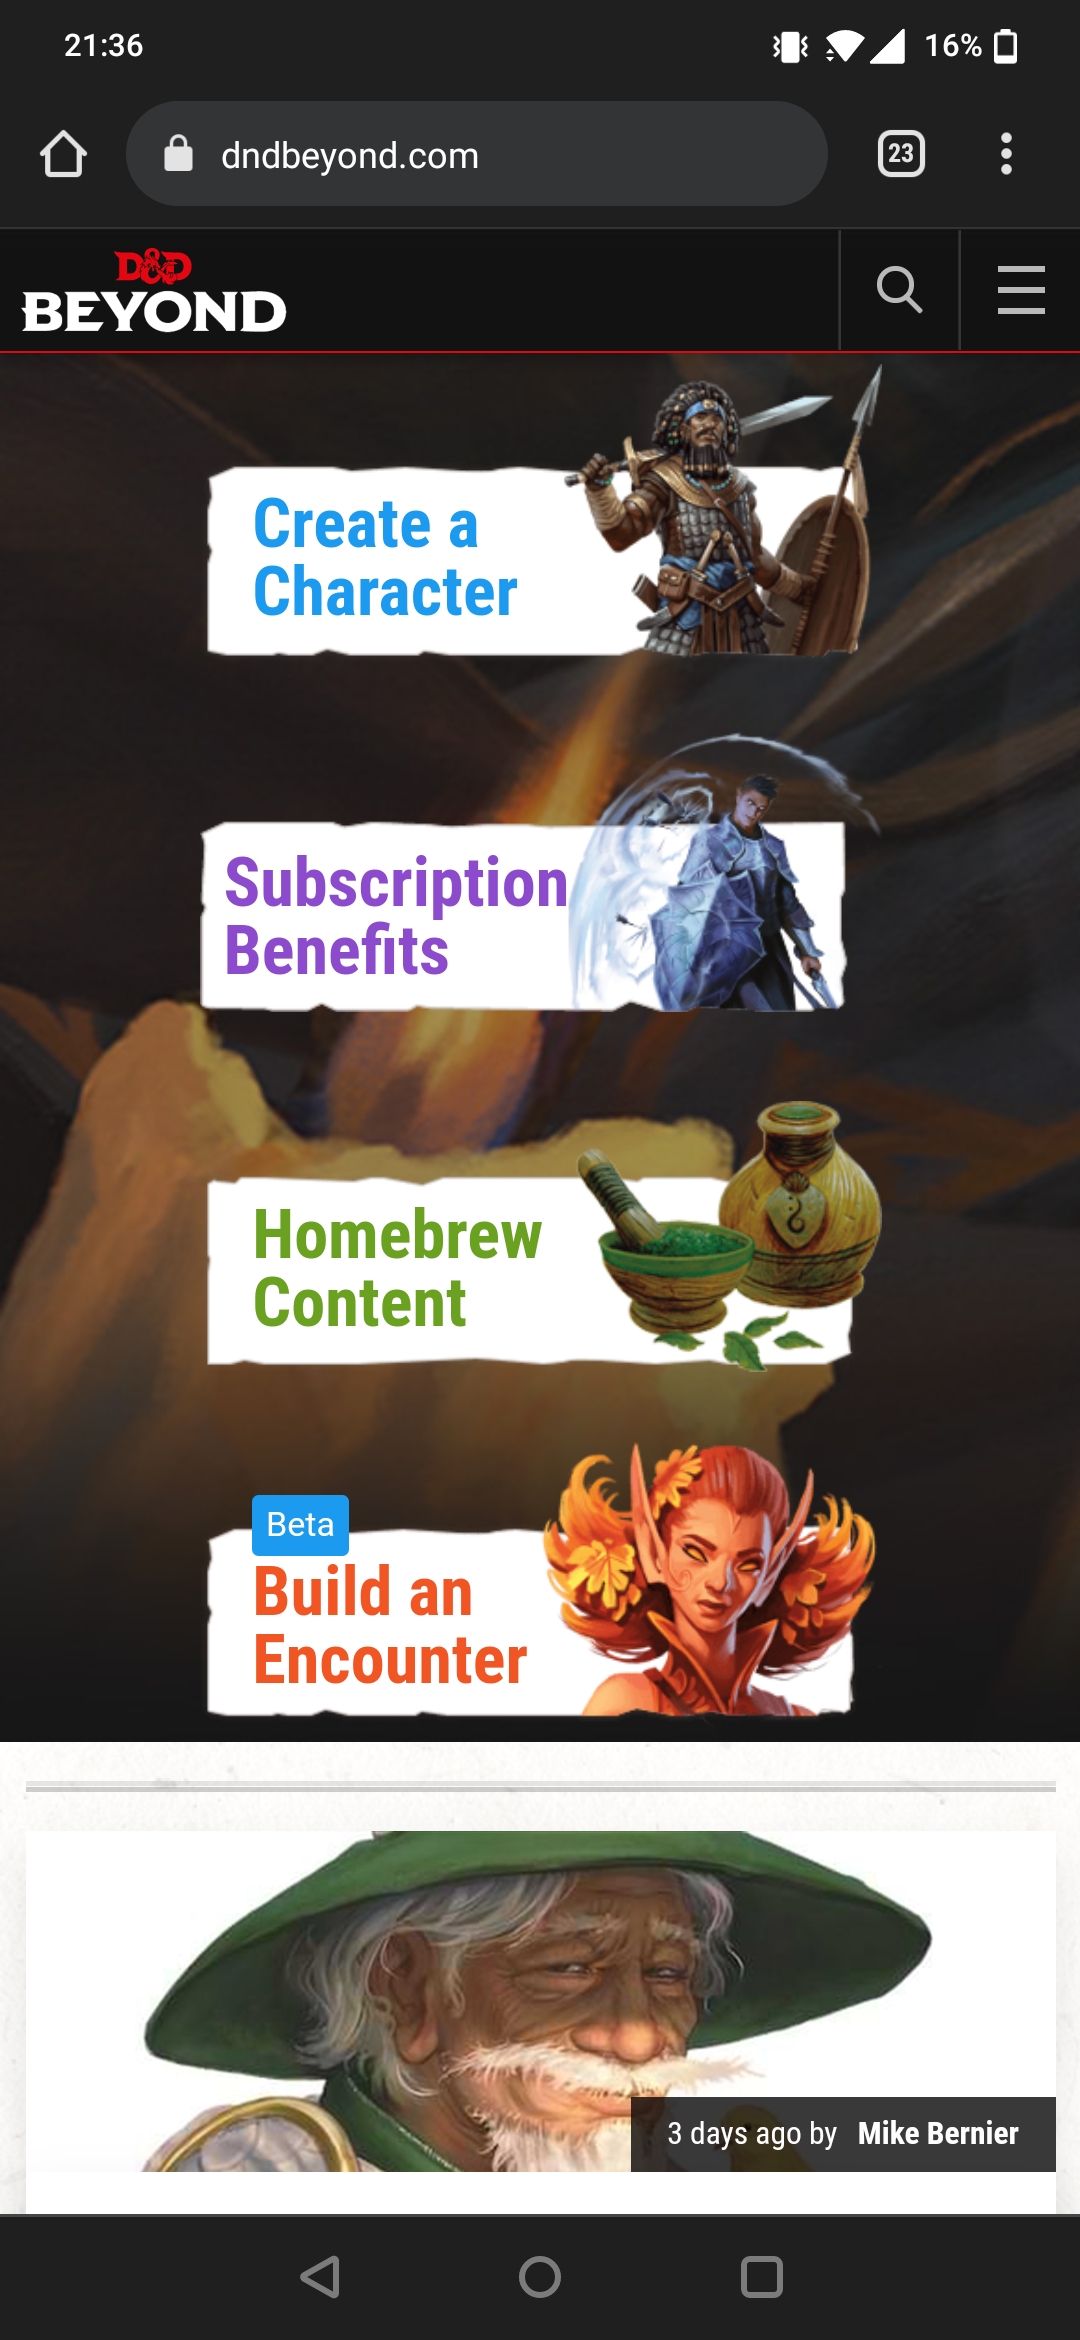 21:36
16%
dndbeyond.com
23
D&D
BEYOND
Create a
Character
Subscription
Benefits
Homebrew
Content
Beta
Build an
Encounter
3 days ago by Mike Bernier